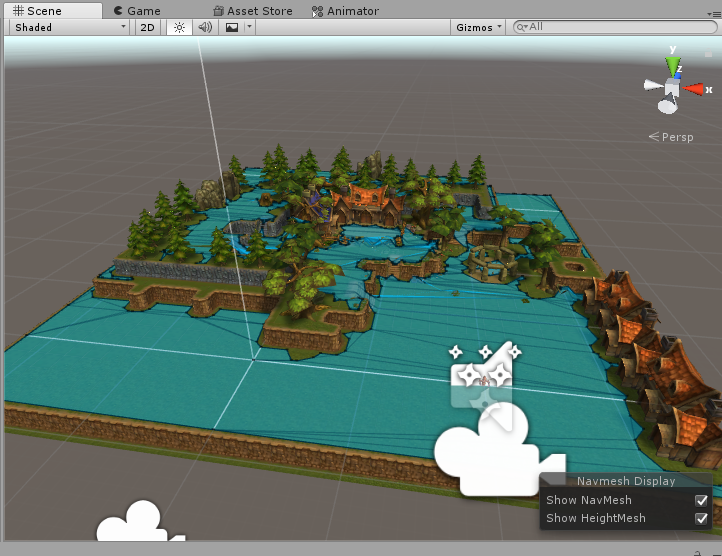 Scene
Game
Asset Store
Animator
Shaded
2D
Gizmos
All
y
z
x
Persp
Navmesh Display
Show NavMesh
Show HeightMesh